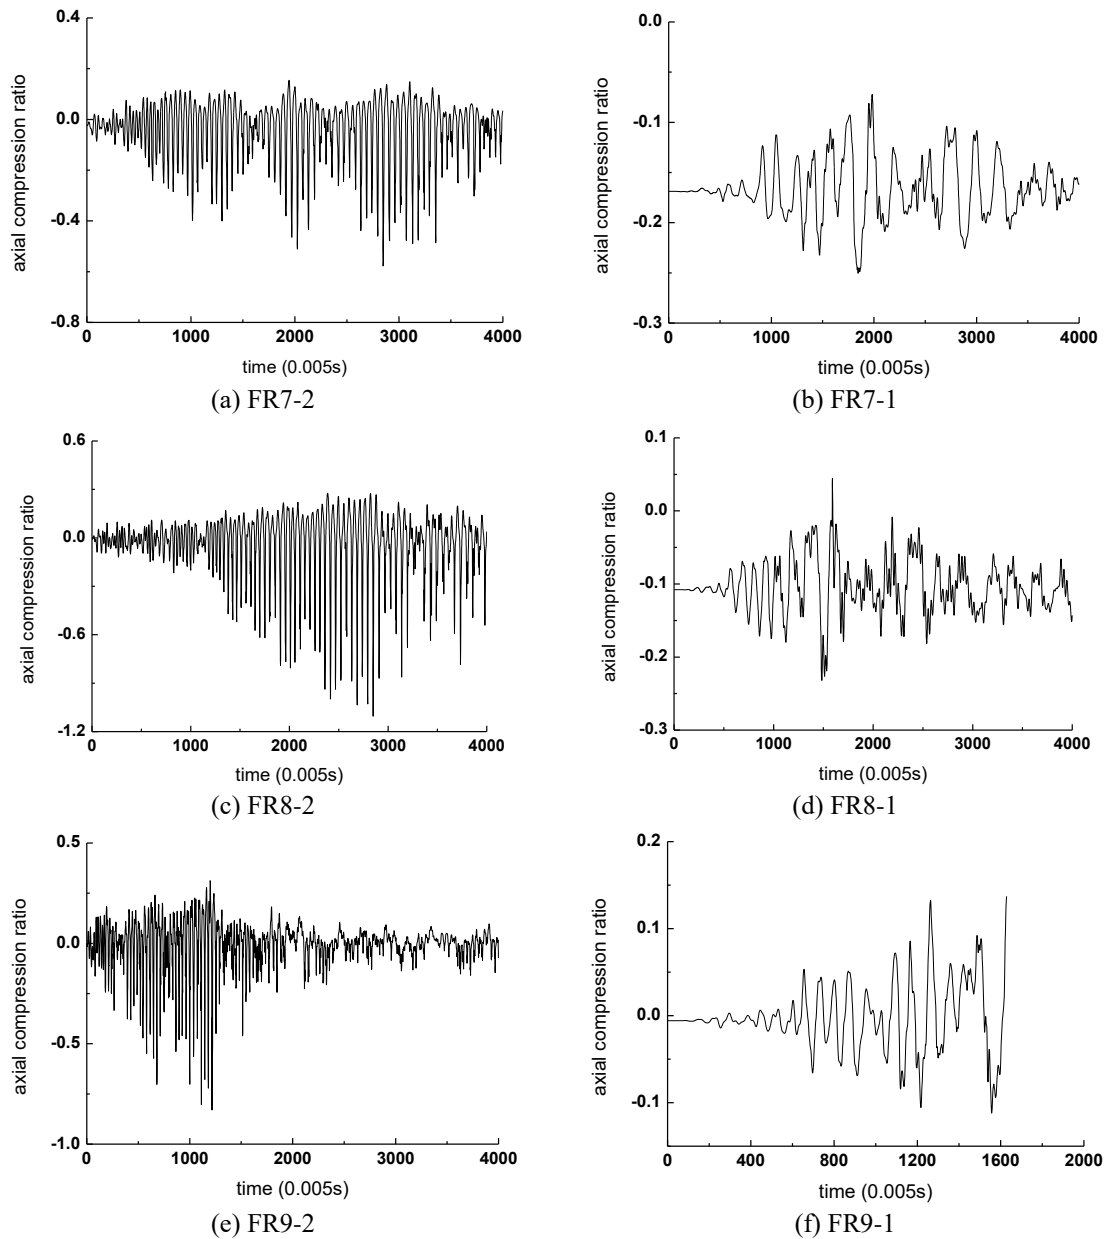 0.4
0.0
-0.4
-0.8
axial compression ratio
0 1000 2000 3000 4000
time (0.005s)
(a) FR7-2
0.0
-0.1
-0.2
-0.3
axial compression ratio
0 1000 2000 3000 4000
time (0.005s)
(b) FR7-1
0.6
0.0
-0.6
-1.2
axial compression ratio
0 1000 2000 3000 4000
time (0.005s)
(c) FR8-2
0.1
0.0
-0.1
-0.2
-0.3
axial compression ratio
0 1000 2000 3000 4000
time (0.005s)
(d) FR8-1
0.5
0.0
-0.5
-1.0
axial compression ratio
0 1000 2000 3000 4000
time (0.005s)
(e) FR9-2
0.2
0.1
0.0
-0.1
axial compression ratio
0 400 800 1200 1600 2000
time (0.005s)
(f) FR9-1